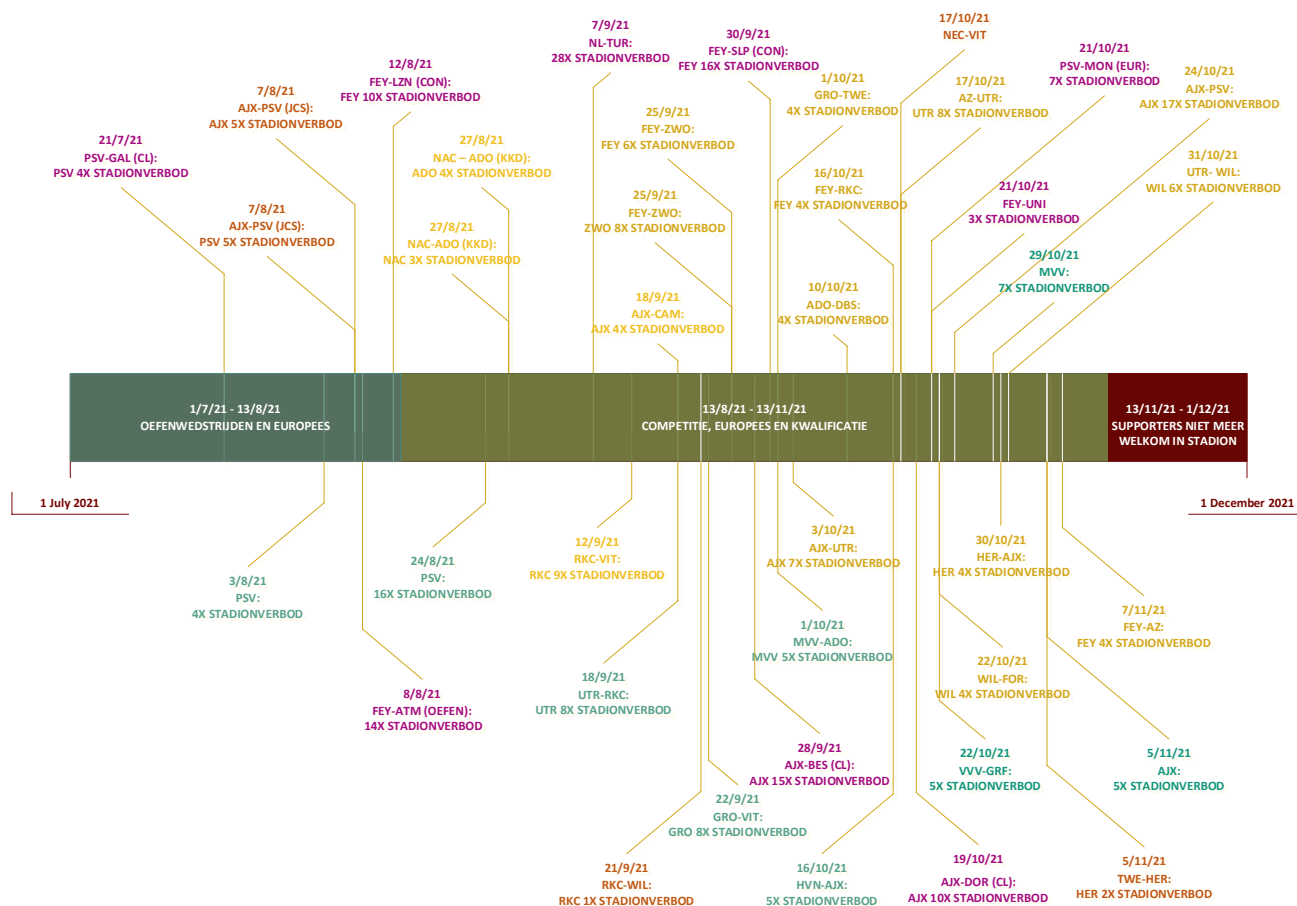 7/9/21
NL-TUR:
28X STADIONVERBOD
30/9/21
FEY-SLP (CON):
FEY 16X STADIONVERBOD
17/10/21
NEC-VIT
21/10/21
PSV-MON (EUR):
7X STADIONVERBOD
12/8/21
FEY-LZN (CON):
FEY 10X STADIONVERBOD
1/10/21
GRO-TWE:
4X STADIONVERBOD
17/10/21
AZ-UTR:
UTR 8X STADIONVERBOD
24/10/21
AJX-PSV:
AJX 17X STADIONVERBOD
7/8/21
AJX-PSV (JCS):
AJX 5X STADIONVERBOD
25/9/21
FEY-ZWO:
FEY 6X STADIONVERBOD
21/7/21
PSV-GAL (CL):
PSV 4X STADIONVERBOD
27/8/21
NAC – ADO (KKD):
ADO 4X STADIONVERBOD
16/10/21
FEY-RKC:
FEY 4X STADIONVERBOD
31/10/21
UTR- WIL:
WIL 6X STADIONVERBOD
7/8/21
AJX-PSV (JCS):
PSV 5X STADIONVERBOD
25/9/21
FEY-ZWO:
ZWO 8X STADIONVERBOD
21/10/21
FEY-UNI
3X STADIONVERBOD
27/8/21
NAC-ADO (KKD):
NAC 3X STADIONVERBOD
29/10/21
MVV:
7X STADIONVERBOD
18/9/21
AJX-CAM:
AJX 4X STADIONVERBOD
10/10/21
ADO-DBS:
4X STADIONVERBOD
1/7/21 - 13/8/21
OEFENWEDSTRIJDEN EN EUROPEES
13/8/21 - 13/11/21
COMPETITIE, EUROPEES EN KWALIFICATIE
13/11/21 - 1/12/21
SUPPORTERS NIET MEER
WELKOM IN STADION
1 July 2021
1 December 2021
3/8/21
PSV:
4X STADIONVERBOD
24/8/21
PSV:
16X STADIONVERBOD
12/9/21
RKC-VIT:
RKC 9X STADIONVERBOD
3/10/21
AJX-UTR:
AJX 7X STADIONVERBOD
30/10/21
HER-AJX:
HER 4X STADIONVERBOD
7/11/21
FEY-AZ:
FEY 4X STADIONVERBOD
1/10/21
MVV-ADO:
MVV 5X STADIONVERBOD
8/8/21
FEY-ATM (OEFEN):
14X STADIONVERBOD
18/9/21
UTR-RKC:
UTR 8X STADIONVERBOD
22/10/21
WIL-FOR:
WIL 4X STADIONVERBOD
28/9/21
AJX-BES (CL):
AJX 15X STADIONVERBOD
22/10/21
VVV-GRF:
5X STADIONVERBOD
5/11/21
AJX:
5X STADIONVERBOD
22/9/21
GRO-VIT:
GRO 8X STADIONVERBOD
21/9/21
RKC-WIL:
RKC 1X STADIONVERBOD
16/10/21
HVN-AJX:
5X STADIONVERBOD
19/10/21
AJX-DOR (CL):
AJX 10X STADIONVERBOD
5/11/21
TWE-HER:
HER 2X STADIONVERBOD